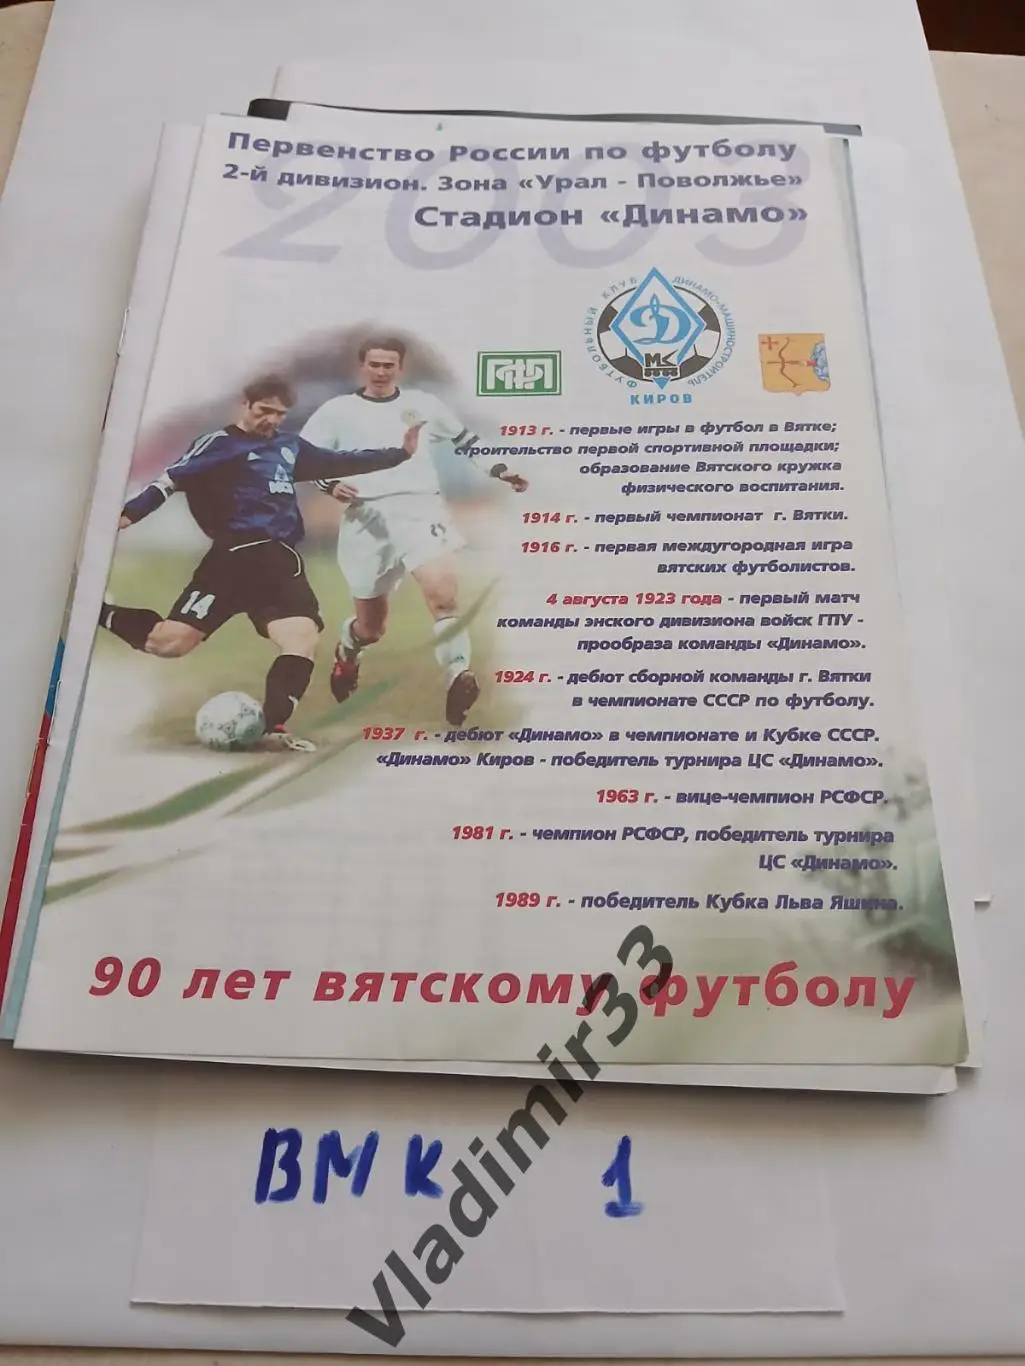 2003
Первенство России по футболу
2-й дивизион. Зона «Урал - Поволжье»
Стадион «Динамо»
ФУТБОЛЬНЫЙ КЛУБ ДИНАМО-МАШИНОСТРОИТЕЛЬ
Д
КИРОВ
ПФЛ
1913 г. - первые игры в футбол в Вятке;
строительство первой спортивной площадки;
образование Вятского кружка
физического воспитания.
1914 г. - первый чемпионат г. Вятки.
1916 г. - первая междугородная игра
вятских футболистов.
4 августа 1923 года - первый матч
команды энского дивизиона войск ГПУ -
прообраза команды «Динамо».
1924 г. - дебют сборной команды г. Вятки
в чемпионате СССР по футболу.
1937 г. - дебют «Динамо» в чемпионате и Кубке СССР.
«Динамо» Киров - победитель турнира ЦС «Динамо».
1963 г. - вице-чемпион РСФСР.
1981 г. - чемпион РСФСР, победитель турнира
ЦС «Динамо».
1989 г. - победитель Кубка Льва Яшина.
14
90 лет вятскому футболу
ВМК 1
vladimir33